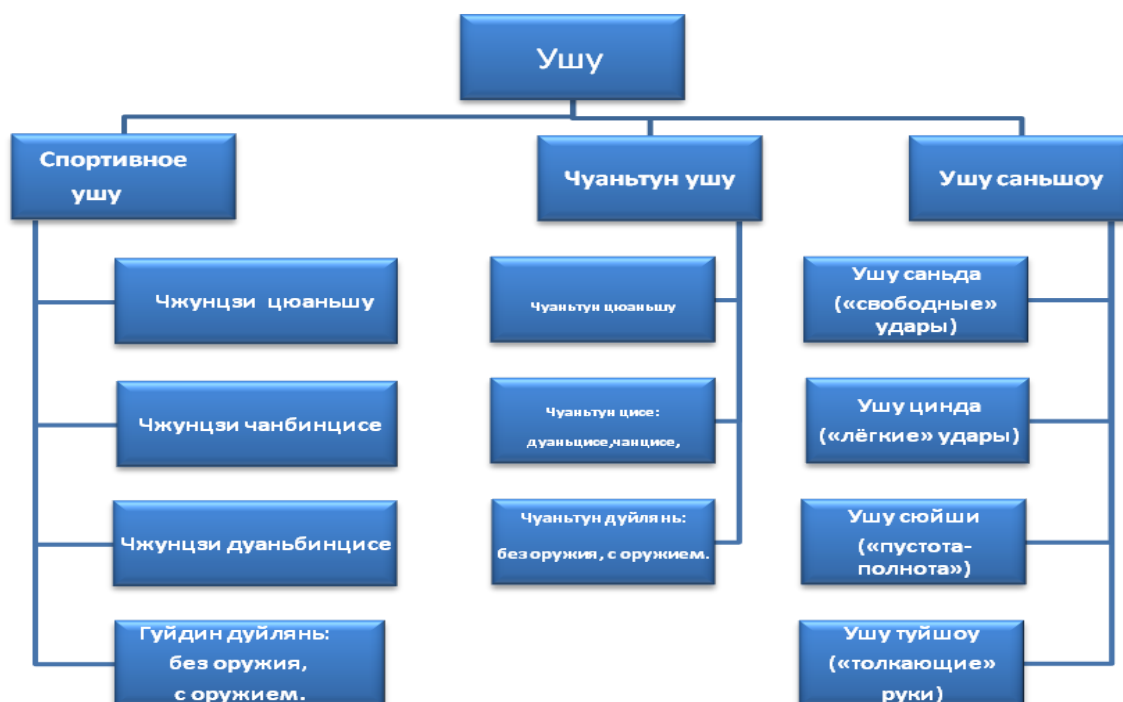 Ушу
Спортивное
ушу
Чжунцзи цюаньшу
Чжунцзи чанбинцисе
Чжунцзи дуаньбинцисе
Гуйдин дуйлянь:
без оружия,
с оружием.
Чуаньтун ушу
Чуаньтун цюаньшу
Чуаньтун цисе:
дуаньцисе,чанцисе,
Чуаньтун дуйлянь:
без оружия, с оружием.
Ушу саньшоу
Ушу саньда
(«свободные»
удары)
Ушу цинда
(«лёгкие» удары)
Ушу сюйши
(«пустота-
полнота»)
Ушу туйшоу
(«толкающие»
руки)